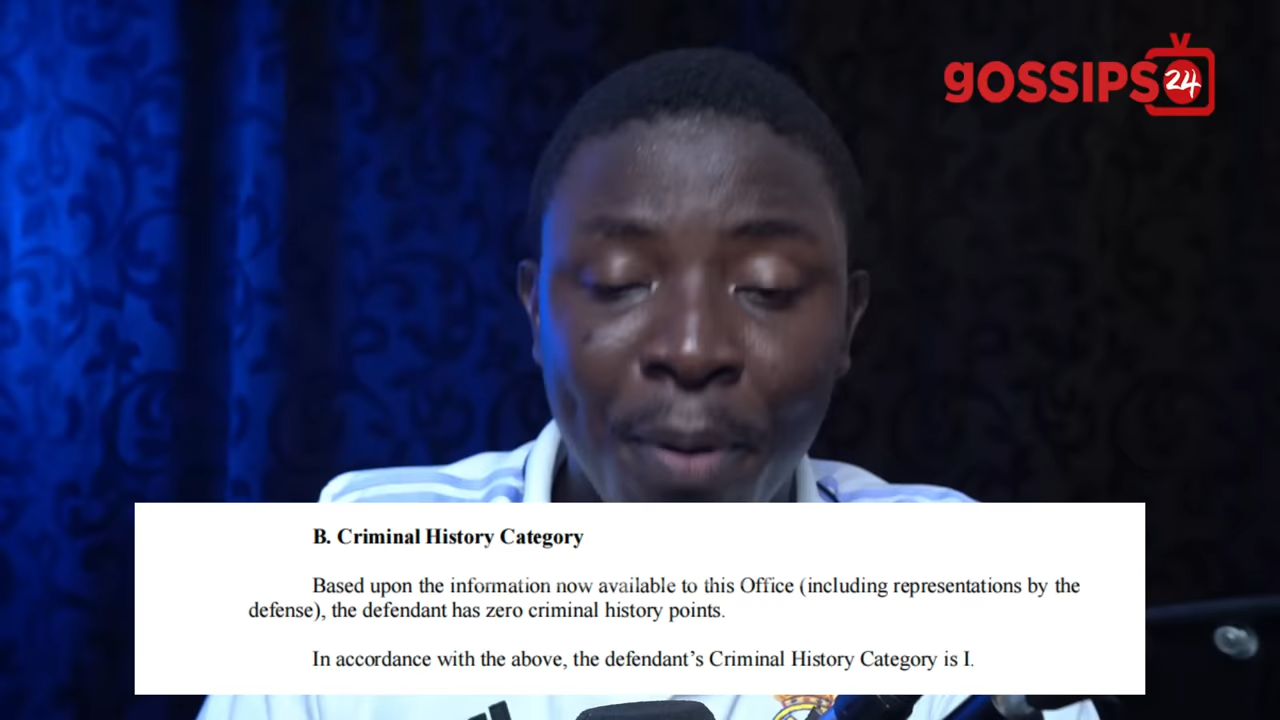 gOSSIPS24
B. Criminal History Category
Based upon the information now available to this Office (including representations by the
defense), the defendant has zero criminal history points.
In accordance with the above, the defendant's Criminal History Category is I.